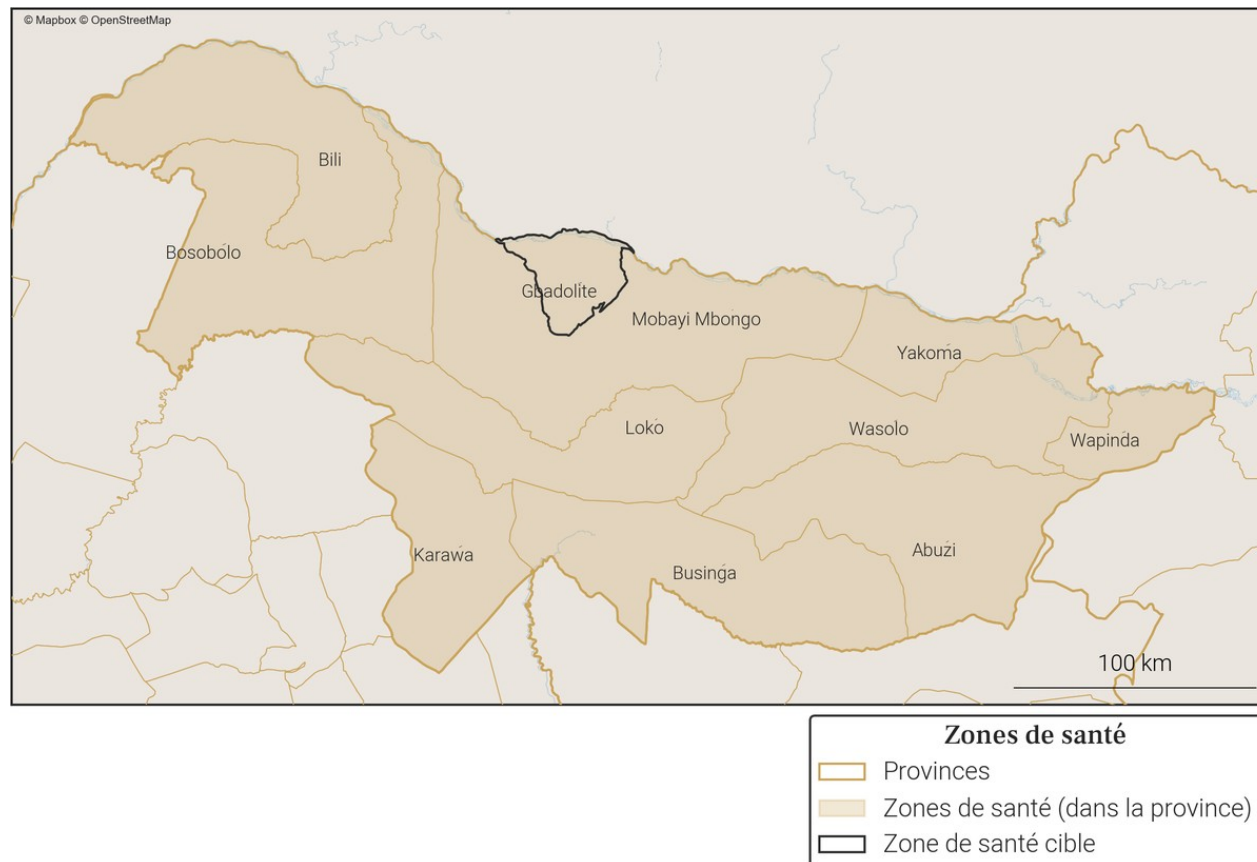 © Mapbox © OpenStreetMap
Bili
Bosobolo
Gbadolite
Mobayi Mbongo
Yakoma
Loko
Wasolo
Wapinda
Karawa
Businga
Abuzi
100 km
Zones de santé
Provinces
Zones de santé (dans la province)
Zone de santé cible